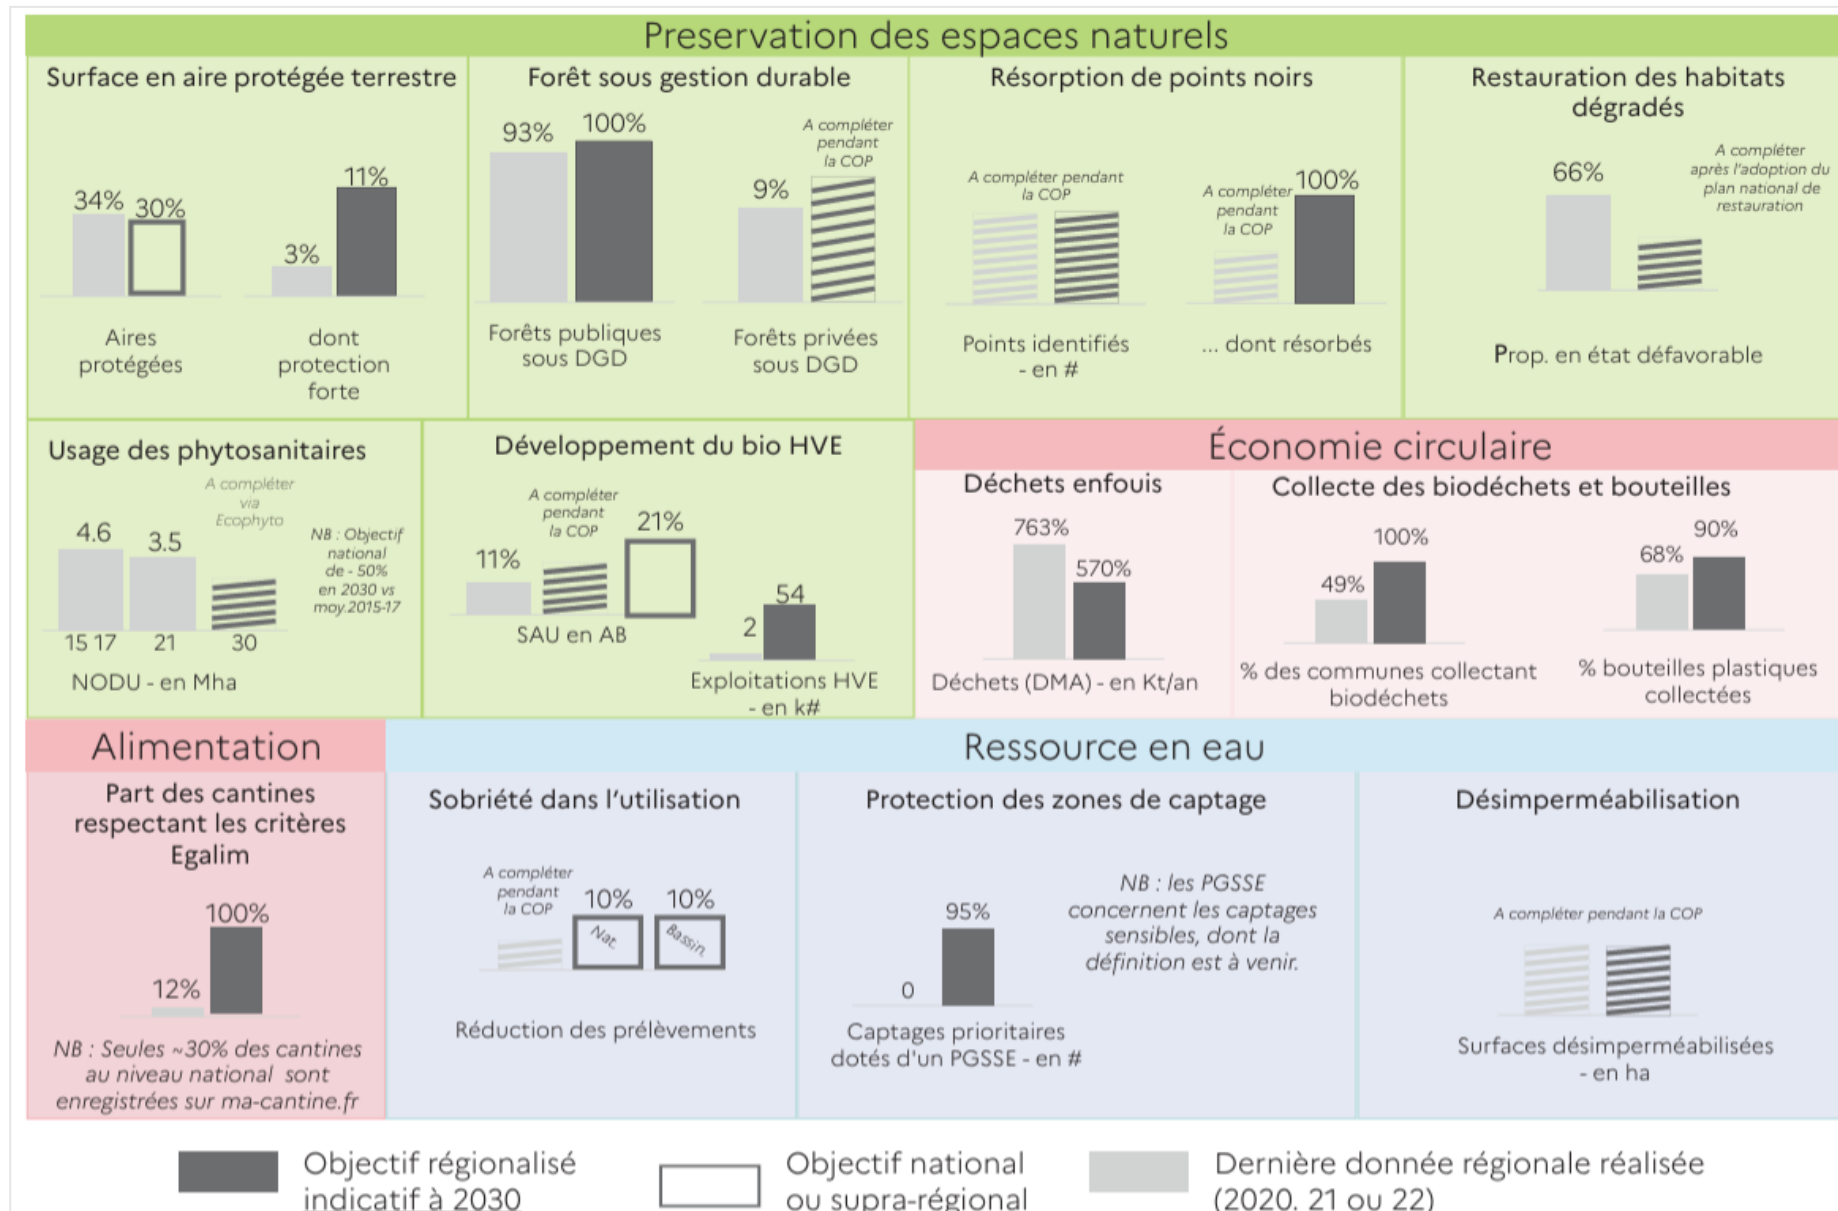 Preservation des espaces naturels
Surface en aire protégée terrestre
34%
30%
Aires
protégées
3%
11%
dont
protection
forte
Forêt sous gestion durable
93%
100%
Forêts publiques
sous DGD
9%
A compléter
pendant
la COP
Forêts privées
sous DGD
Résorption de points noirs
A compléter pendant
la COP
Points identifiés
- en #
A compléter
pendant
la COP
100%
... dont résorbés
Restauration des habitats
dégradés
66%
A compléter
après l'adoption du
plan national de
restauration
Prop. en état défavorable
Usage des phytosanitaires
4.6
3.5
A compléter
via
Ecophyto
NB : Objectif
national
de - 50%
en 2030 vs
moy.2015-17
15 17
21
30
NODU - en Mha
Développement du bio HVE
11%
A compléter
pendant
la COP
21%
SAU en AB
2
54
Exploitations HVE
- en k#
Économie circulaire
Déchets enfouis
763%
570%
Déchets (DMA) - en Kt/an
Collecte des biodéchets et bouteilles
49%
100%
% des communes collectant
biodéchets
68%
90%
% bouteilles plastiques
collectées
Alimentation
Part des cantines
respectant les critères
Egalim
12%
100%
NB : Seules ~30% des cantines
au niveau national sont
enregistrées sur ma-cantine.fr
Ressource en eau
Sobriété dans l'utilisation
A compléter
pendant
la COP
10%
10%
Nat.
Bassin.
Réduction des prélèvements
Protection des zones de captage
0
95%
NB : les PGSSE
concernent les captages
sensibles, dont la
définition est à venir.
Captages prioritaires
dotés d'un PGSSE - en #
Désimperméabilisation
A compléter pendant la COP
Surfaces désimperméabilisées
- en ha
Objectif régionalisé
indicatif à 2030
Objectif national
ou supra-régional
Dernière donnée régionale réalisée
(2020, 21 ou 22)